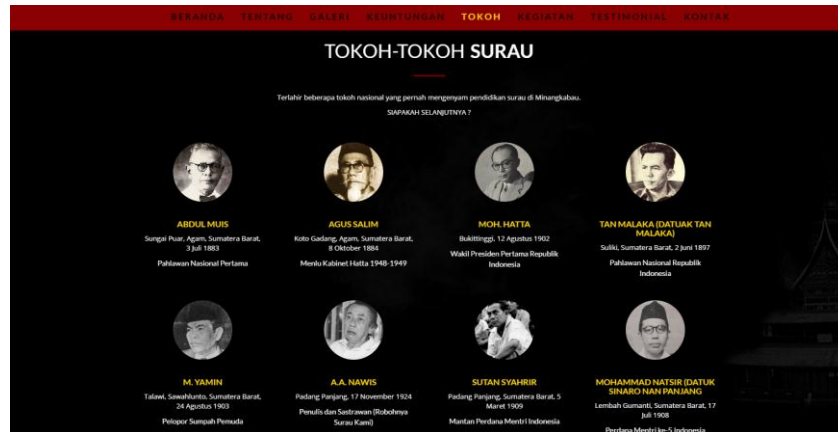 BERANDA TENTANG GALERI KEUNTUNGAN TOKOH KEGIATAN TESTIMONIAL KONTAK
TOKOH-TOKOH SURAU
Terlahir beberapa tokoh nasional yang pernah mengenyam pendidikan surau di Minangkabau.
SIAPAKAH SELANJUTNYA ?
ABDUL MUIS
Sungai Puar, Agam, Sumatera Barat,
3 Juli 1883
Pahlawan Nasional Pertama
AGUS SALIM
Koto Gadang, Agam, Sumatera Barat,
8 Oktober 1884
Menlu Kabinet Hatta 1948-1949
MOH. HATTA
Bukittinggi, 12 Agustus 1902
Wakil Presiden Pertama Republik
Indonesia
TAN MALAKA (DATUAK TAN
MALAKA)
Suliki, Sumatera Barat, 2 Juni 1897
Pahlawan Nasional Republik
Indonesia
M. YAMIN
Talawi, Sawahlunto, Sumatera Barat,
24 Agustus 1903
Pelopor Sumpah Pemuda
A.A. NAWIS
Padang Panjang, 17 November 1924
Penulis dan Sastrawan (Robohnya
Surau Kami)
SUTAN SYAHRIR
Padang Panjang, Sumatera Barat, 5
Maret 1909
Mantan Perdana Mentri Indonesia
MOHAMMAD NATSIR (DATUK
SINARO NAN PANJANG
Lembah Gumanti, Sumatera Barat, 17
Juli 1908
Perdana Mentri ke-5 Indonesia